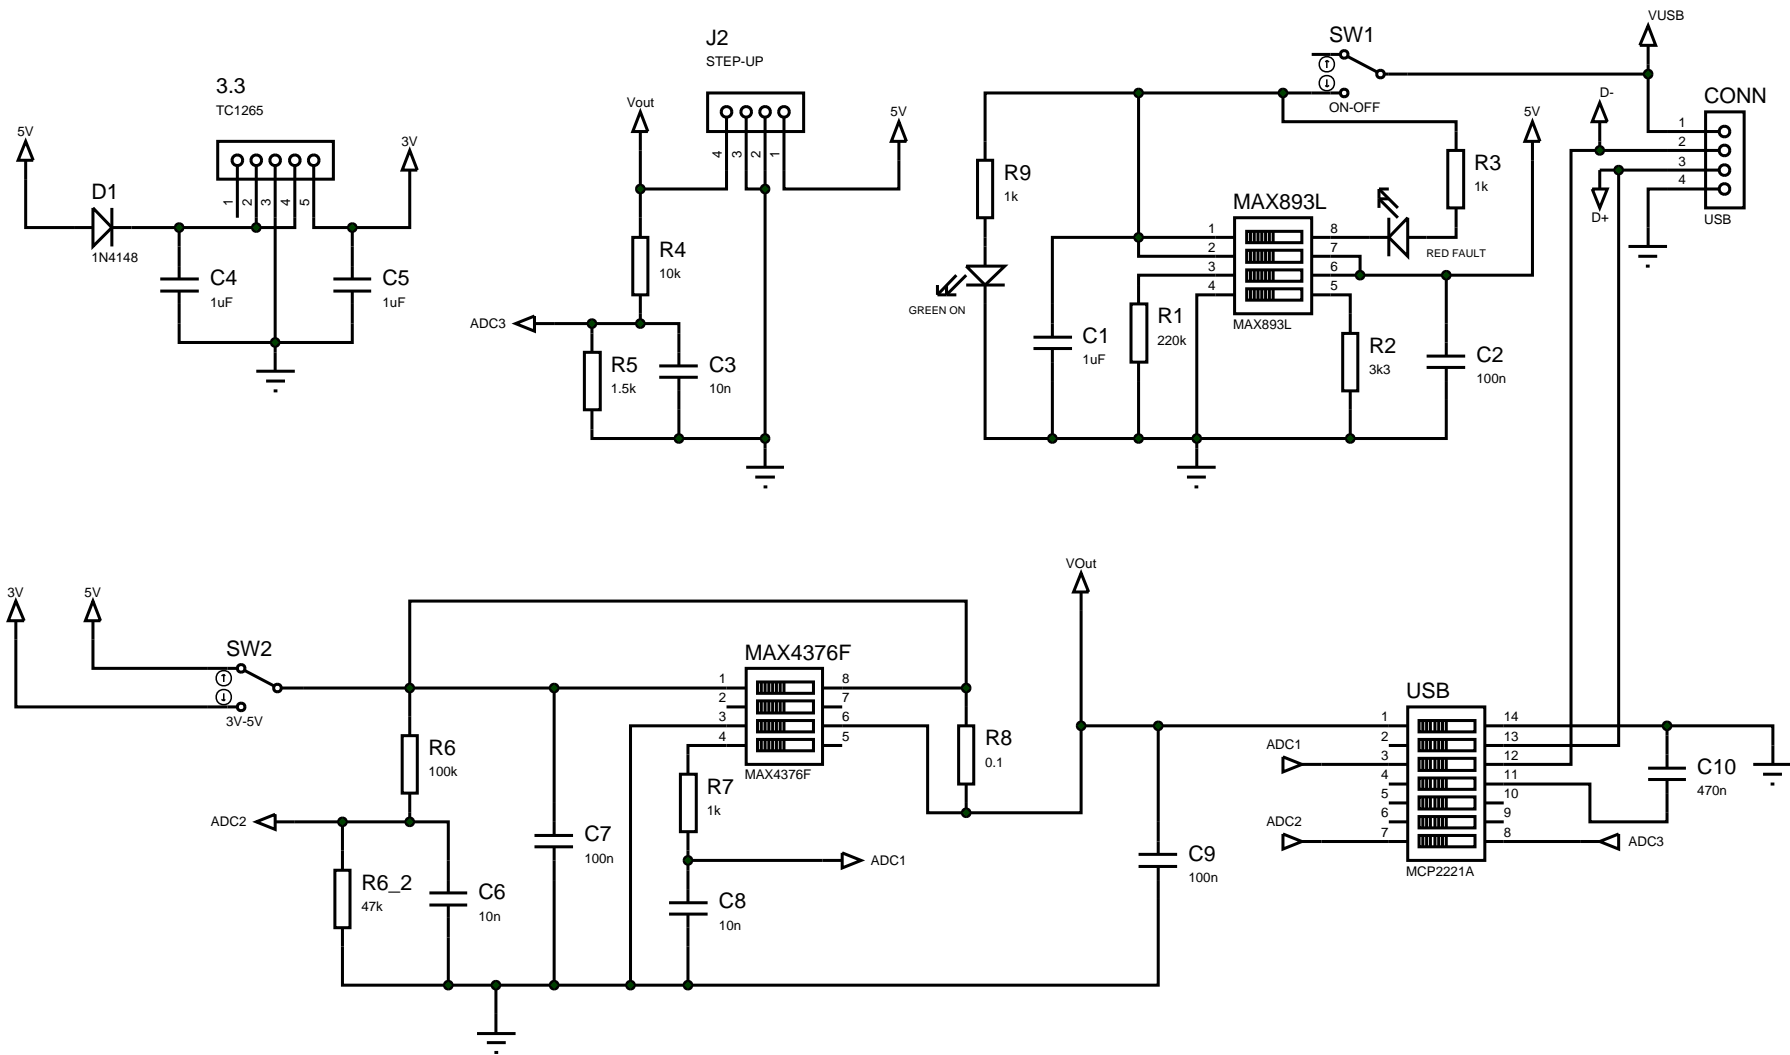 3.3
TC1265
5V
3V
D1
1N4148
1
2
3
4
5
C4
1uF
C5
1uF
J2
STEP-UP
Vout
5V
4
3
2
1
R4
10k
ADC3
R5
1.5k
C3
10n
SW1
ON-OFF
VUSB
D-
D+
CONN
1
2
3
4
USB
5V
R9
1k
GREEN ON
R3
1k
RED FAULT
MAX893L
1
2
3
4
8
7
6
5
MAX893L
C1
1uF
R1
220k
R2
3k3
C2
100n
3V
5V
SW2
3V-5V
R6
100k
ADC2
R6_2
47k
C6
10n
C7
100n
MAX4376F
1
2
3
4
8
7
6
5
MAX4376F
R7
1k
ADC1
C8
10n
R8
0.1
VOut
C9
100n
USB
1
2
3
4
5
6
7
14
13
12
11
10
9
8
MCP2221A
ADC1
ADC2
ADC3
C10
470n